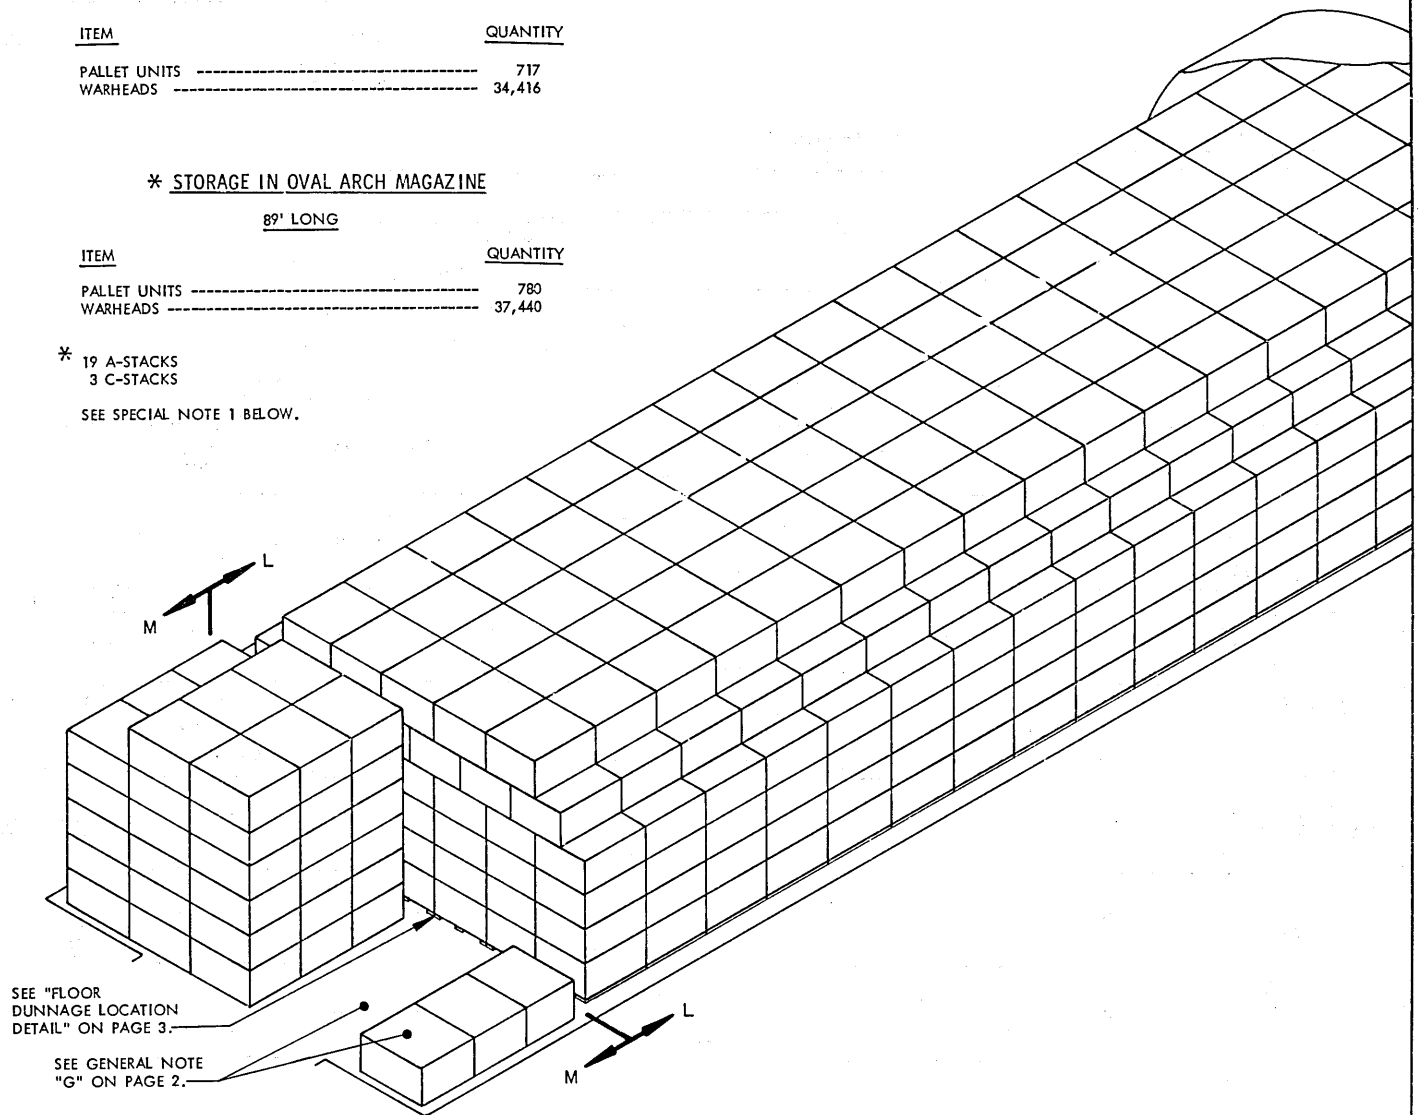 ITEM QUANTITY
PALLET UNITS ------------------------------------ 717
WARHEADS --------------------------------------- 34,416
* STORAGE IN OVAL ARCH MAGAZINE
89' LONG
ITEM QUANTITY
PALLET UNITS ------------------------------------- 780
WARHEADS ---------------------------------------- 37,440
* 19 A-STACKS
3 C-STACKS
SEE SPECIAL NOTE 1 BELOW.
L
M
SEE "FLOOR
DUNNAGE LOCATION
DETAIL" ON PAGE 3.
SEE GENERAL NOTE
"G" ON PAGE 2.
L
M